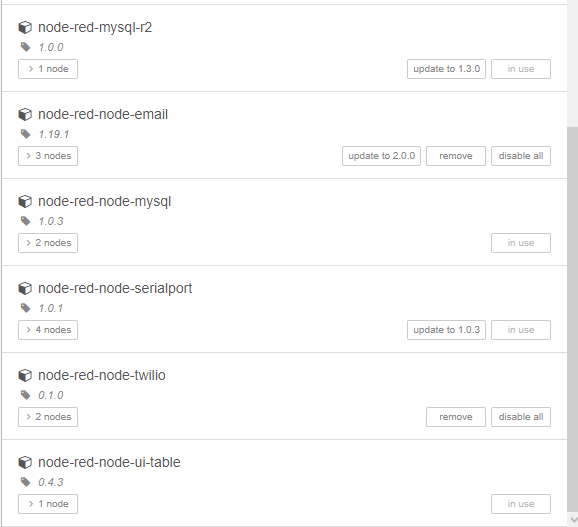 node-red-mysql-r2
1.0.0
> 1 node update to 1.3.0 in use
node-red-node-email
1.19.1
> 3 nodes update to 2.0.0 remove disable all
node-red-node-mysql
1.0.3
> 2 nodes in use
node-red-node-serialport
1.0.1
> 4 nodes update to 1.0.3 in use
node-red-node-twilio
0.1.0
> 2 nodes remove disable all
node-red-node-ui-table
0.4.3
> 1 node in use